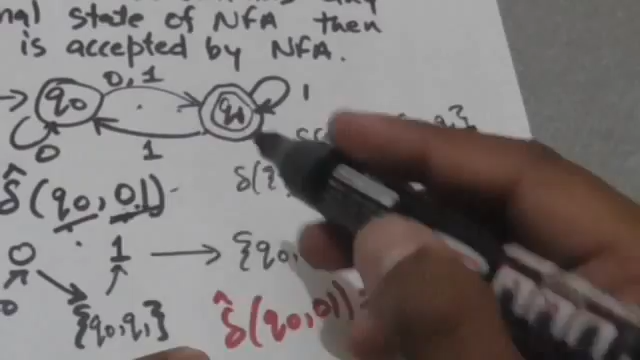 nal state of NFA then
is accepted by NFA.
0,1
q0
q1
1
0
1
δ̂(q0, 01)
δ(
0 1 → {q0,
{q0, q1}
δ̂(q0, 01) =